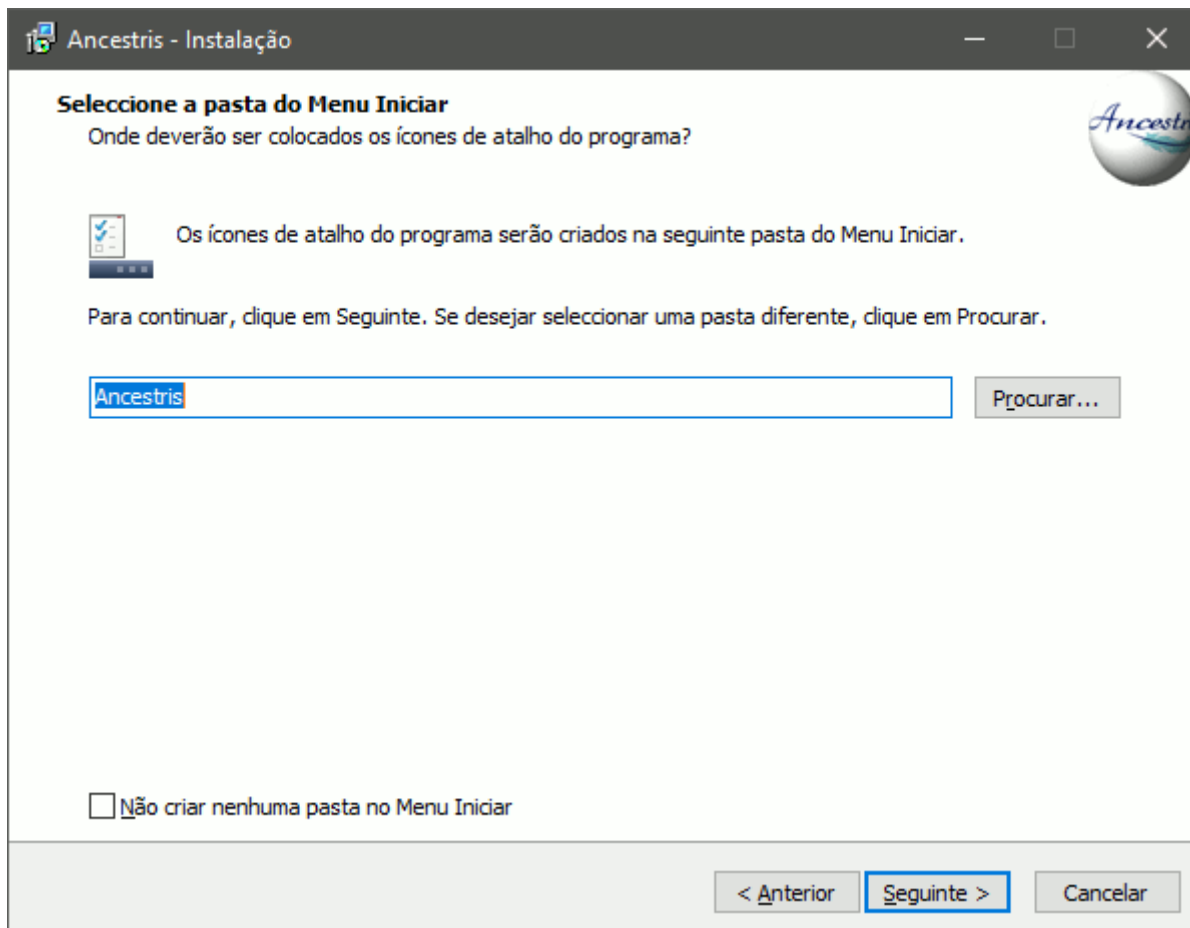 Ancestris - Instalação
Seleccione a pasta do Menu Iniciar
Onde deverão ser colocados os ícones de atalho do programa?
Ancestr
Os ícones de atalho do programa serão criados na seguinte pasta do Menu Iniciar.
Para continuar, clique em Seguinte. Se desejar seleccionar uma pasta diferente, clique em Procurar.
Ancestris
Procurar...
Não criar nenhuma pasta no Menu Iniciar
< Anterior
Seguinte >
Cancelar